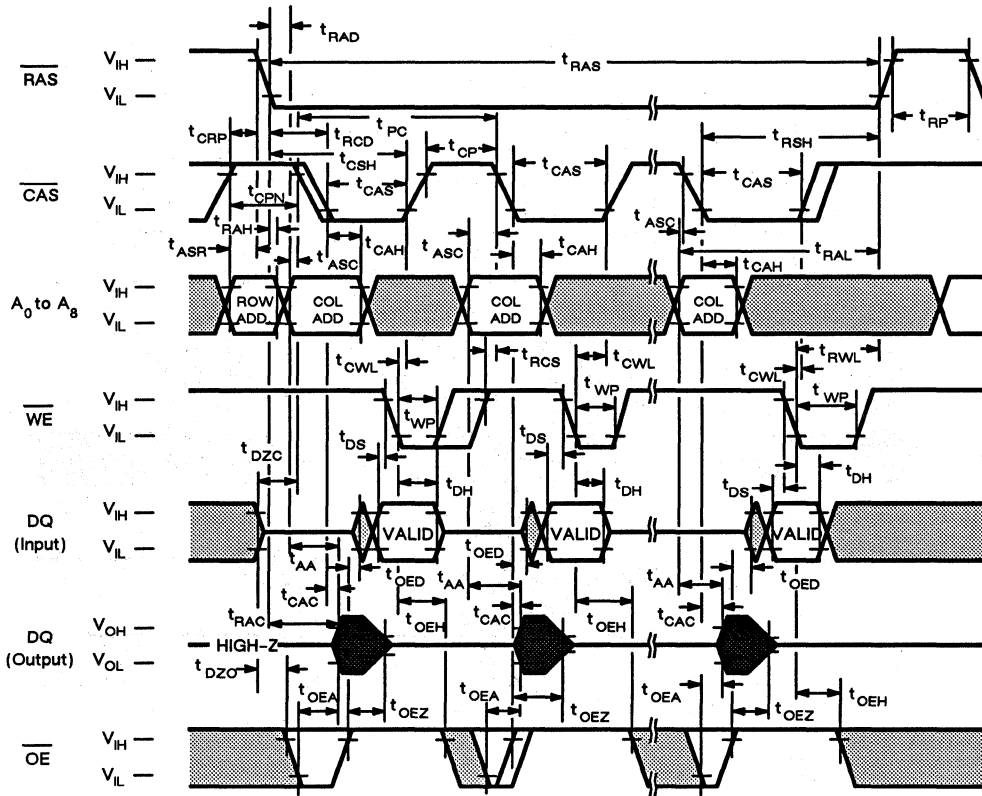 tRAD
RAS
VIH
VIL
tRAS
tRP
tCRP
tRCD
tPC
tCSH
tCP
tRSH
CAS
VIH
VIL
tCPN
tCAS
tCAS
tCAS
tRAH
tASR
tASC
tCAH
tASC
tCAH
tASC
tRAL
tCAH
A0 to A8
VIH
VIL
ROW ADD
COL ADD
COL ADD
COL ADD
tCWL
tRCS
tCWL
tRWL
tCWL
WE
VIH
VIL
tWP
tWP
tWP
tDZC
tDS
tDH
tDS
tDH
tDS
tDH
DQ
(Input)
VIH
VIL
VALID
VALID
VALID
tAA
tOED
tOED
tAA
tAA
tOED
tCAC
tCAC
tCAC
tRAC
tOEH
tOEH
DQ
(Output)
VOH
VOL
HIGH-Z
tDZO
tOEA
tOEZ
tOEA
tOEZ
tOEA
tOEZ
tOEH
OE
VIH
VIL